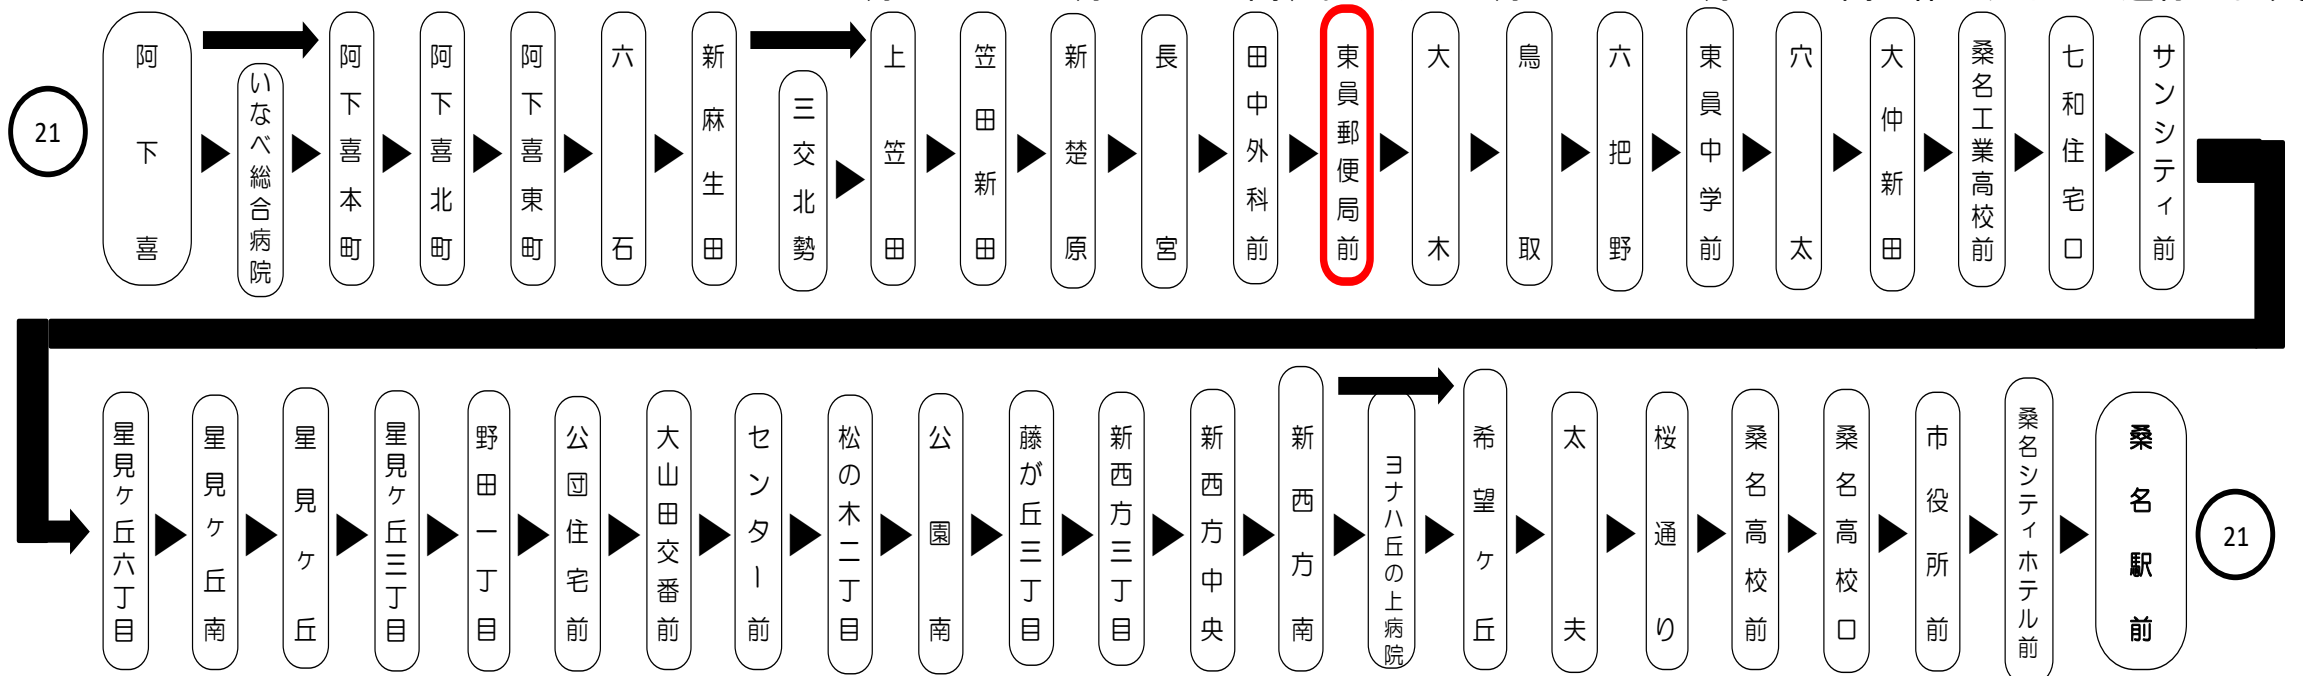 21
阿下喜
いなべ総合病院
阿下喜本町
阿下喜北町
阿下喜東町
六石
新麻生田
三交北勢
上笠田
笠田新田
新楚原
長宮
田中外科前
東員郵便局前
大木
鳥取
六把野
東員中学前
穴太
大仲新田
桑名工業高校前
七和住宅口
サンシティ前
星見ヶ丘六丁目
星見ヶ丘南
星見ヶ丘
星見ヶ丘三丁目
野田一丁目
公団住宅前
大山田交番前
センター前
松の木二丁目
公園南
藤が丘三丁目
新西方三丁目
新西方中央
新西方南
ヨナハ丘の上病院
希望ヶ丘
太夫
桜通り
桑名高校前
桑名高校口
市役所前
桑名シティホテル前
桑名駅前
21